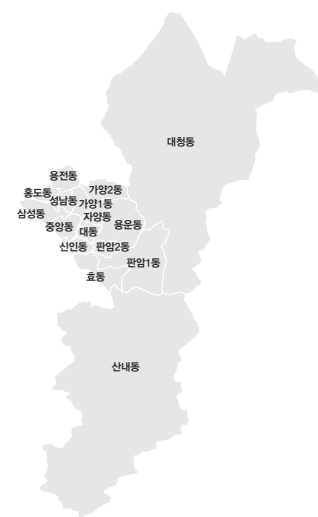 대청동
용전동
홍도동
가양2동
성남동
가양1동
삼성동
자양동
중앙동
용운동
대동
신인동
판암2동
판암1동
효동
산내동